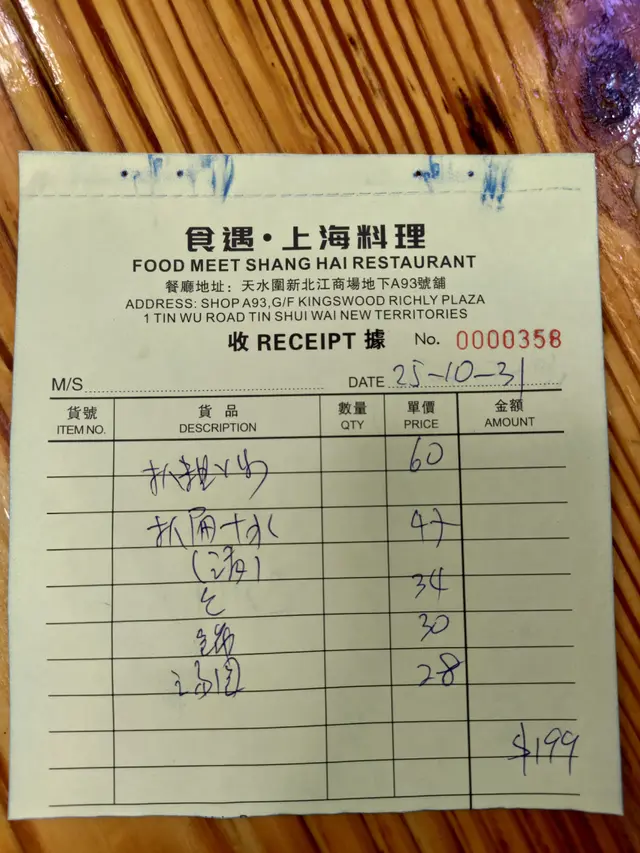 食遇·上海料理
FOOD MEET SHANG HAI RESTAURANT
餐廳地址：天水圍新北江商場地下A93號舖
ADDRESS: SHOP A93,G/F KINGSWOOD RICHLY PLAZA
1 TIN WU ROAD TIN SHUI WAI NEW TERRITORIES
收 RECEIPT 據 No. 0000358
M/S DATE 25-10-31
貨號 貨品 數量 單價 金額
ITEM NO. DESCRIPTION QTY PRICE AMOUNT
60
47
34
30
28
$199